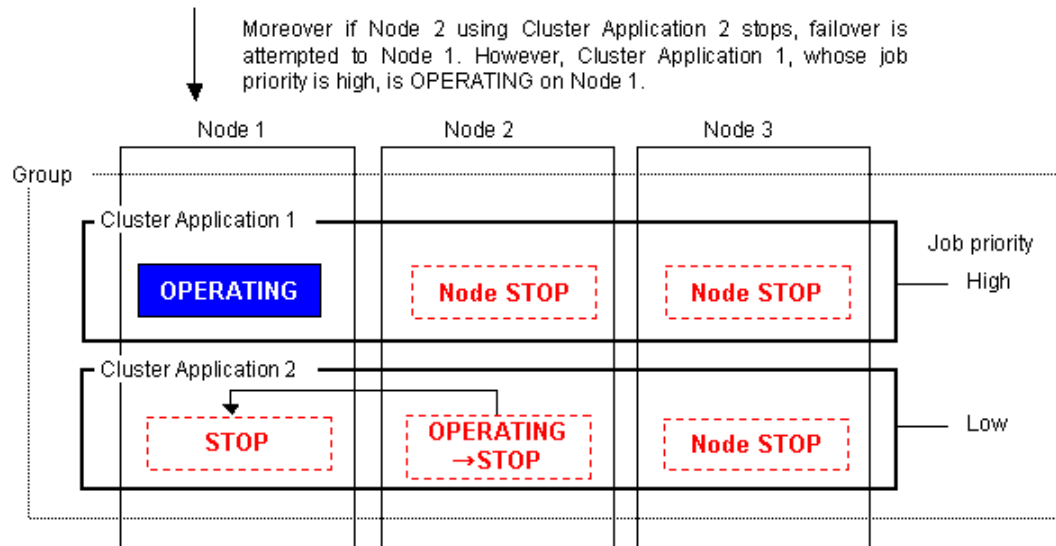 Moreover if Node 2 using Cluster Application 2 stops, failover is
attempted to Node 1. However, Cluster Application 1, whose job
priority is high, is OPERATING on Node 1.
Node 1
Node 2
Node 3
Group
Cluster Application 1
Job priority
OPERATING
Node STOP
Node STOP
High
Cluster Application 2
STOP
OPERATING
→STOP
Node STOP
Low